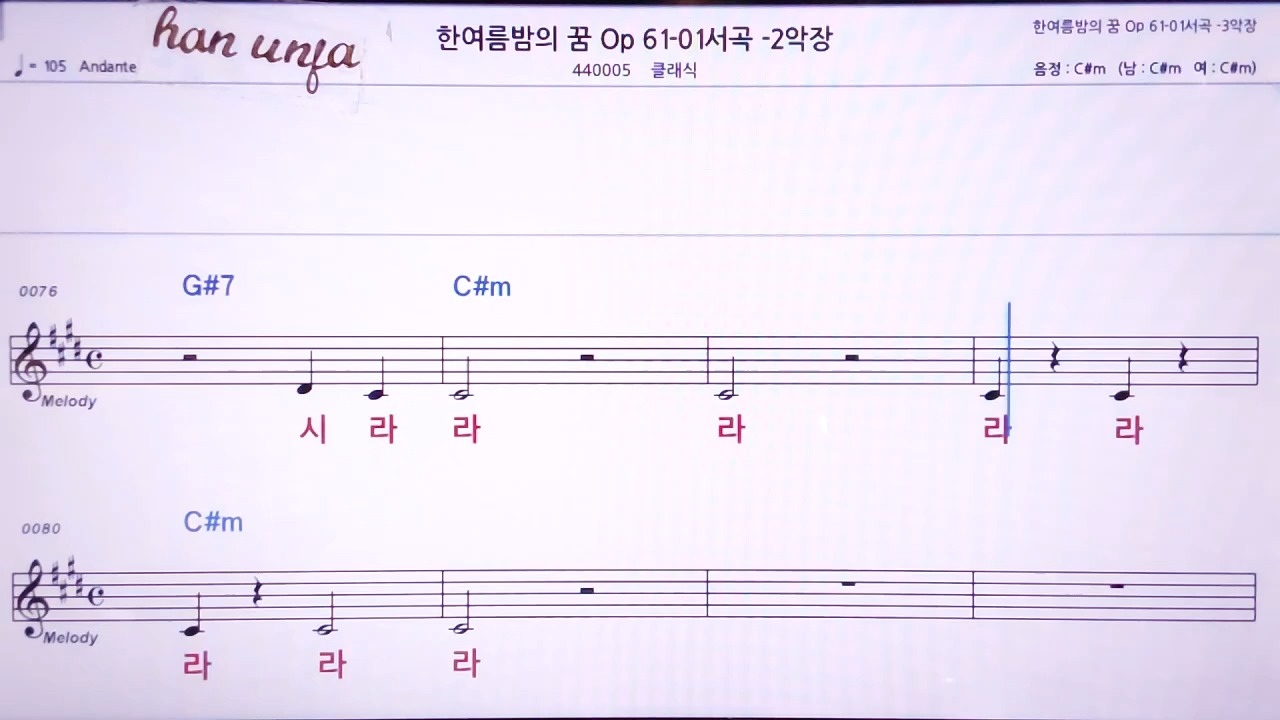 han unfa
한여름밤의 꿈 Op 61-01서곡 -2악장
한여름밤의 꿈 Op 61-01서곡 -3악장
♩= 105 Andante
440005 클래식
음정 : C#m (남 : C#m 여 : C#m)
0076 G#7 C#m
Melody
시 라 라 라 라 라
0080 C#m
Melody
라 라 라